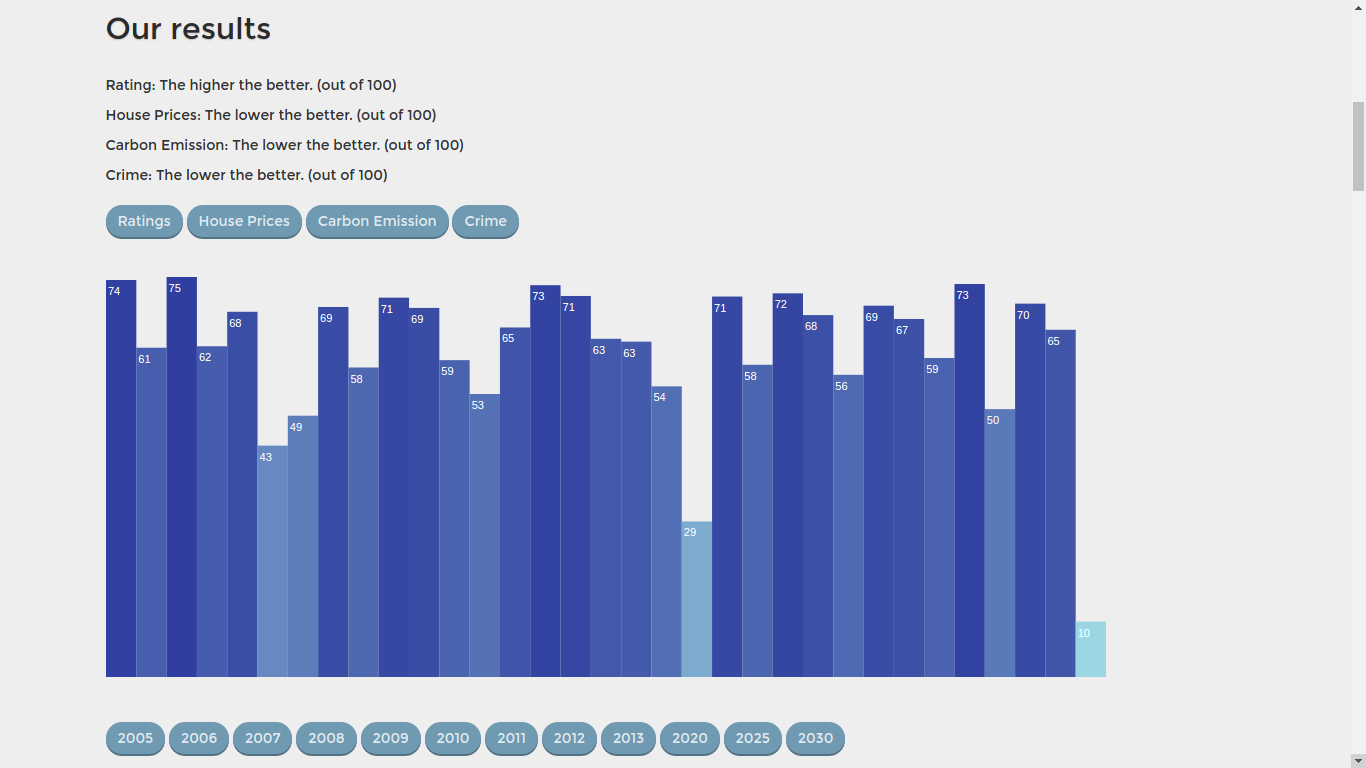 Our results
Rating: The higher the better. (out of 100)
House Prices: The lower the better. (out of 100)
Carbon Emission: The lower the better. (out of 100)
Crime: The lower the better. (out of 100)
Ratings House Prices Carbon Emission Crime
74 61 75 62 68 43 49 69 58 71 69 59 53 65 73 71 63 63 54 29 71 58 72 68 56 69 67 59 73 50 70 65 10
2005 2006 2007 2008 2009 2010 2011 2012 2013 2020 2025 2030